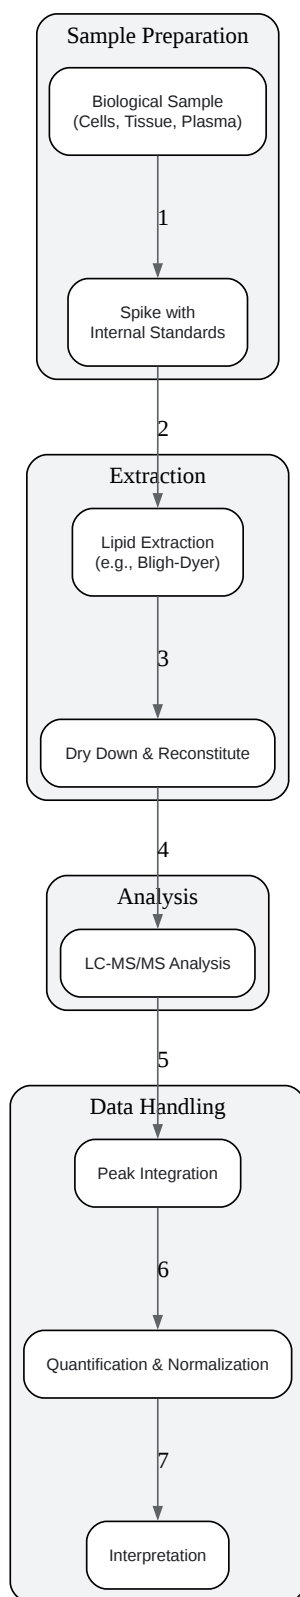 Sample Preparation
Biological Sample
(Cells, Tissue, Plasma)
1
Spike with
Internal Standards
2
Extraction
Lipid Extraction
(e.g., Bligh-Dyer)
3
Dry Down & Reconstitute
4
Analysis
LC-MS/MS Analysis
5
Data Handling
Peak Integration
6
Quantification & Normalization
7
Interpretation